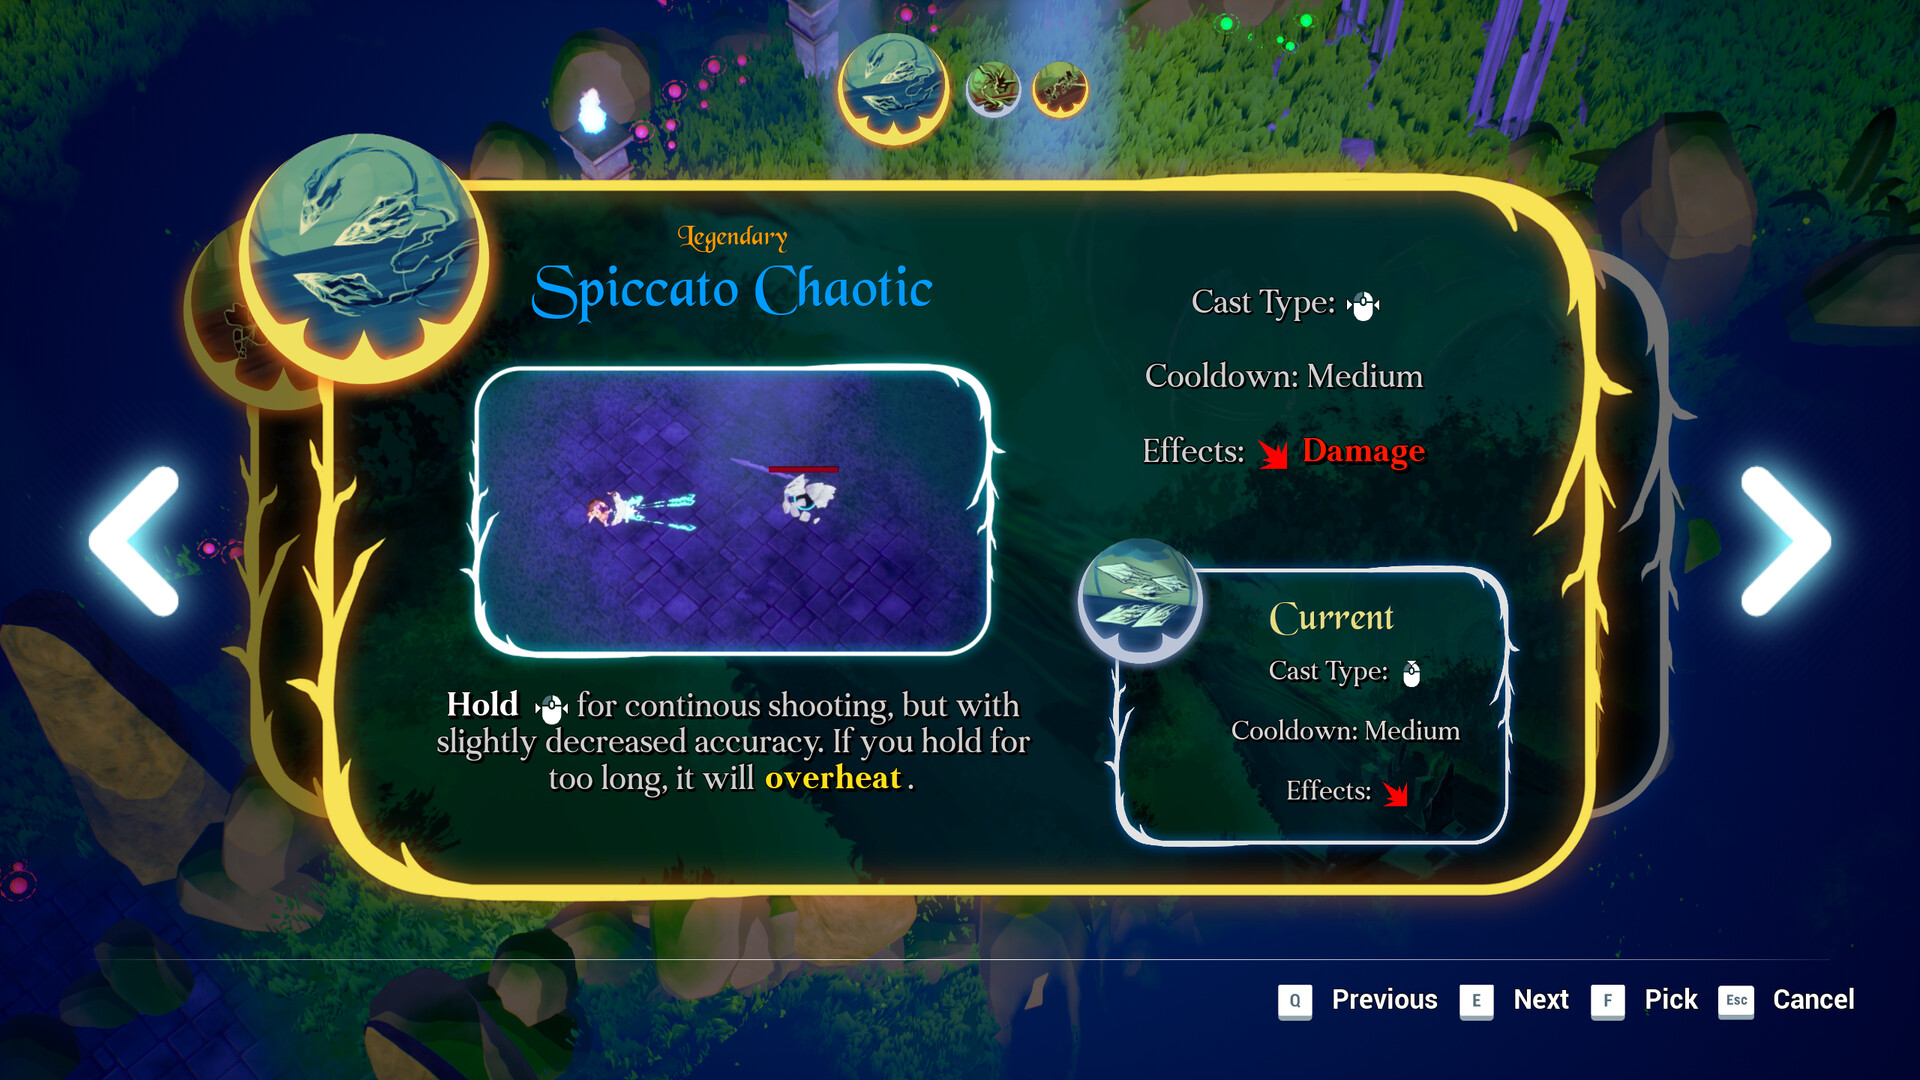 Legendary
Spiccato Chaotic
Cast Type:
Cooldown: Medium
Effects: Damage
Hold for continous shooting, but with
slightly decreased accuracy. If you hold for
too long, it will overheat .
Current
Cast Type:
Cooldown: Medium
Effects:
Q Previous E Next F Pick Esc Cancel